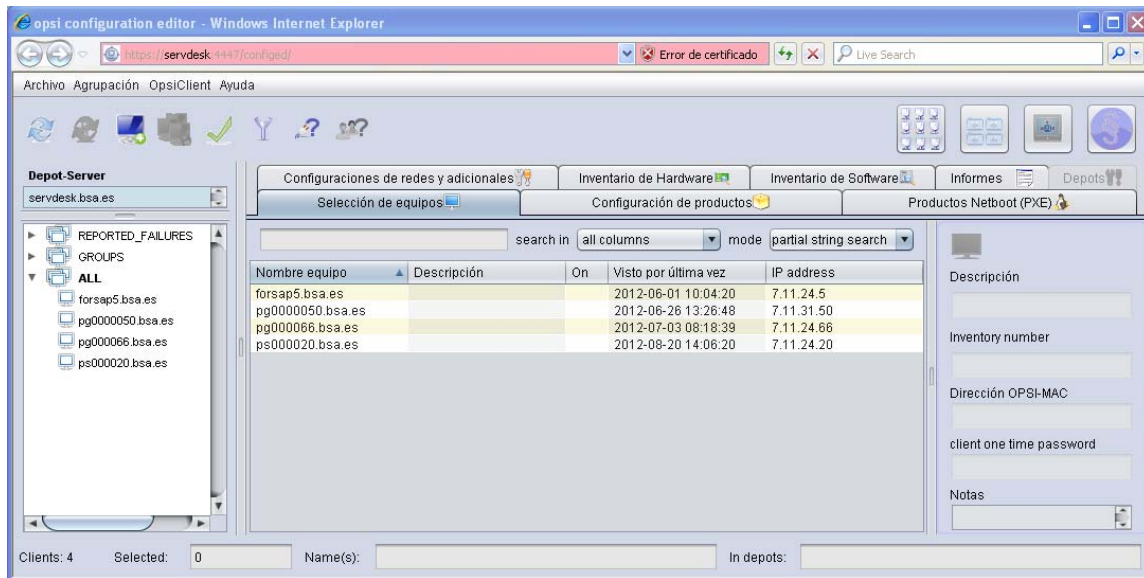 opsi configuration editor - Windows Internet Explorer
https://servdesk:4447/configed/
Error de certificado
Live Search
Archivo Agrupación OpsiClient Ayuda
Depot-Server
servdesk.bsa.es
Configuraciones de redes y adicionales
Inventario de Hardware
Inventario de Software
Informes
Depots
Selección de equipos
Configuración de productos
Productos Netboot (PXE)
REPORTED_FAILURES
GROUPS
ALL
forsap5.bsa.es
pg0000050.bsa.es
pg000066.bsa.es
ps000020.bsa.es
search in all columns mode partial string search
Nombre equipo Descripción On Visto por última vez IP address
forsap5.bsa.es 2012-06-01 10:04:20 7.11.24.5
pg0000050.bsa.es 2012-06-26 13:26:48 7.11.31.50
pg000066.bsa.es 2012-07-03 08:18:39 7.11.24.66
ps000020.bsa.es 2012-08-20 14:06:20 7.11.24.20
Descripción
Inventory number
Dirección OPSI-MAC
client one time password
Notas
Clients: 4 Selected: 0 Name(s): In depots: